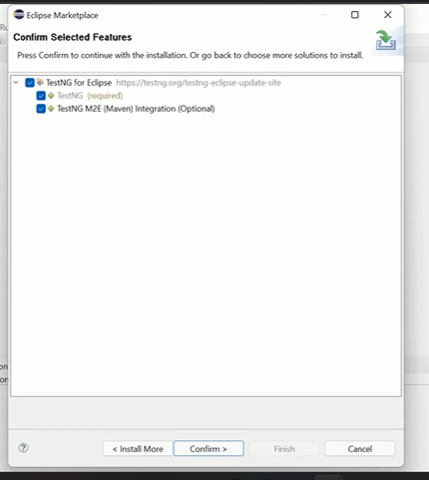 Eclipse Marketplace
Confirm Selected Features
Press Confirm to continue with the installation. Or go back to choose more solutions to install.
TestNG for Eclipse https://testng.org/testng-eclipse-update-site
TestNG (required)
TestNG M2E (Maven) Integration (Optional)
< Install More
Confirm >
Finish
Cancel